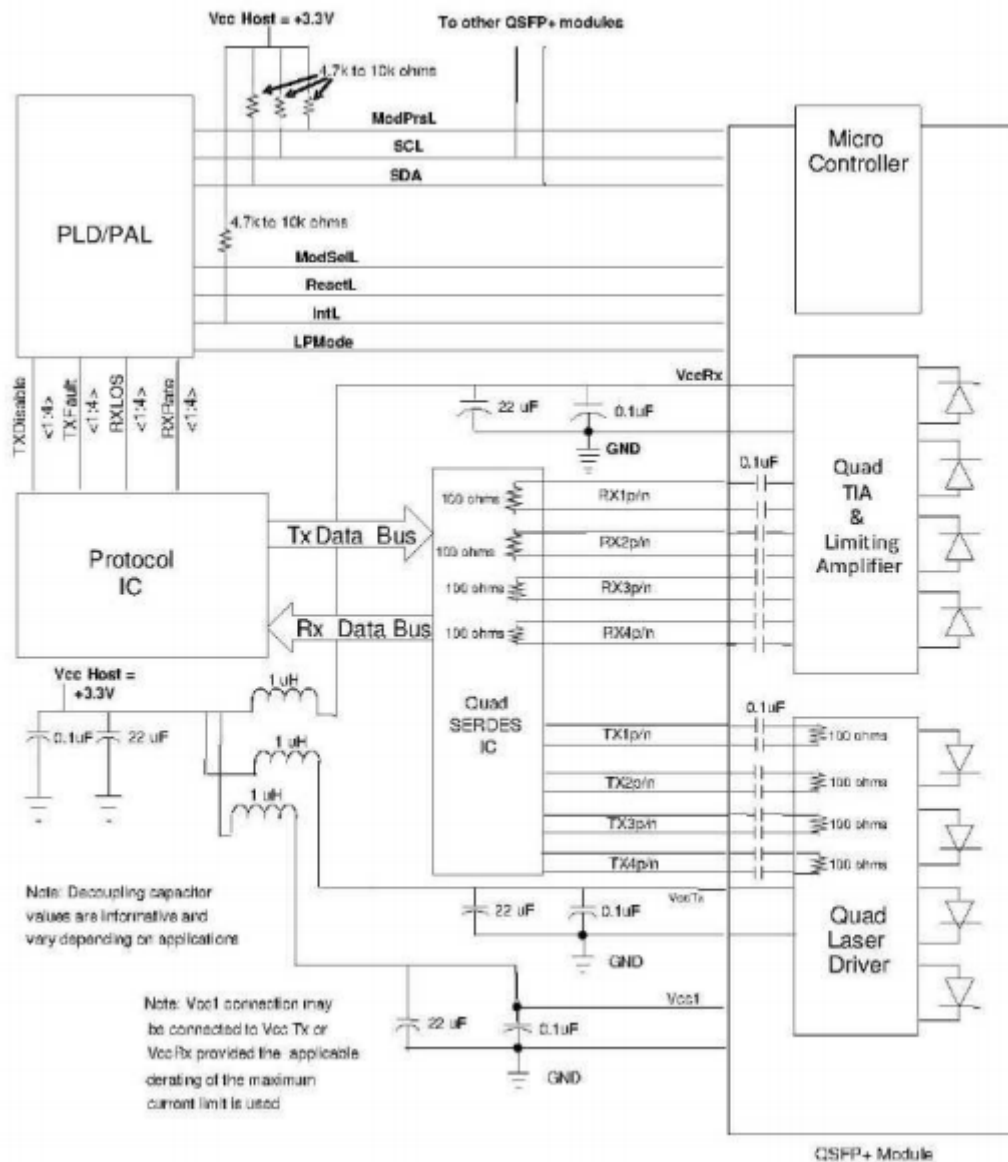 Vcc Host = +3.3V
To other QSFP+ modules
4.7k to 10k ohms
ModPrsL
SCL
SDA
Micro
Controller
PLD/PAL
4.7k to 10k ohms
ModSelL
ResetL
IntL
LPMode
TXDisable
<1:4>
TXFault
<1:4>
RXLOS
<1:4>
RXRate
<1:4>
VccRx
22 uF
0.1uF
GND
Protocol
IC
Tx Data Bus
Rx Data Bus
100 ohms
100 ohms
100 ohms
100 ohms
RX1p/n
RX2p/n
RX3p/n
RX4p/n
0.1uF
Quad
TIA
&
Limiting
Amplifier
Vcc Host =
+3.3V
0.1uF
22 uF
1 uH
1 uH
1 uH
Quad
SERDES
IC
TX1p/n
TX2p/n
TX3p/n
TX4p/n
0.1uF
100 ohms
100 ohms
100 ohms
100 ohms
Quad
Laser
Driver
VccTx
22 uF
0.1uF
GND
Note: Decoupling capacitor
values are informative and
vary depending on applications
Note: Vcc1 connection may
be connected to Vcc Tx or
Vcc Rx provided the applicable
derating of the maximum
current limit is used
Vcc1
22 uF
0.1uF
GND
QSFP+ Module